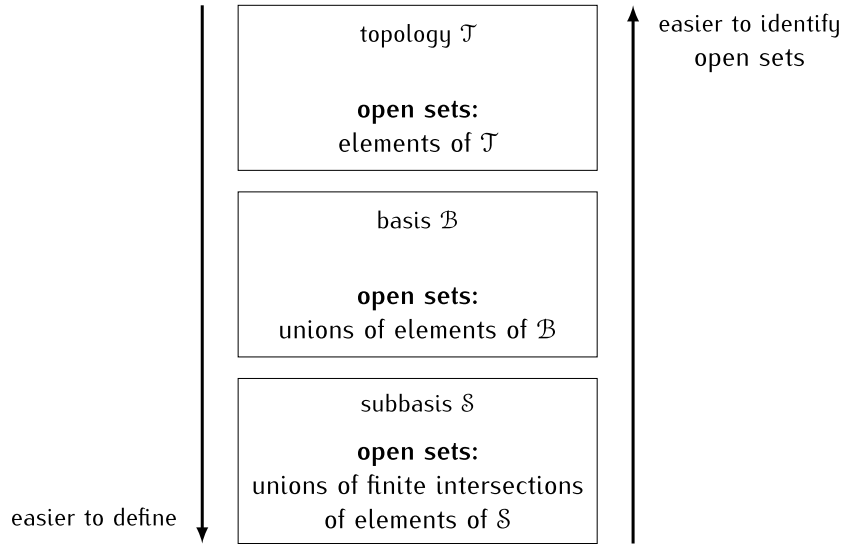 easier to identify
open sets
topology 𝒯
open sets:
elements of 𝒯
basis ℬ
open sets:
unions of elements of ℬ
subbasis 𝒮
open sets:
unions of finite intersections
of elements of 𝒮
easier to define